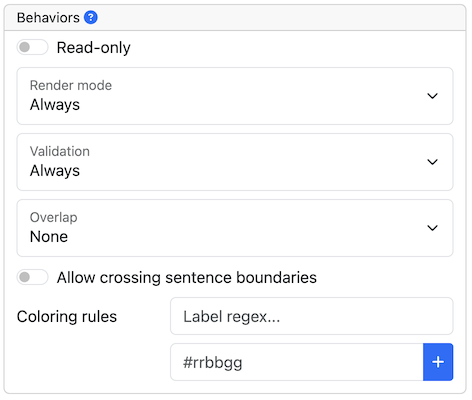 Behaviors ?
Read-only
Render mode
Always
Validation
Always
Overlap
None
Allow crossing sentence boundaries
Coloring rules Label regex...
#rrbbgg +